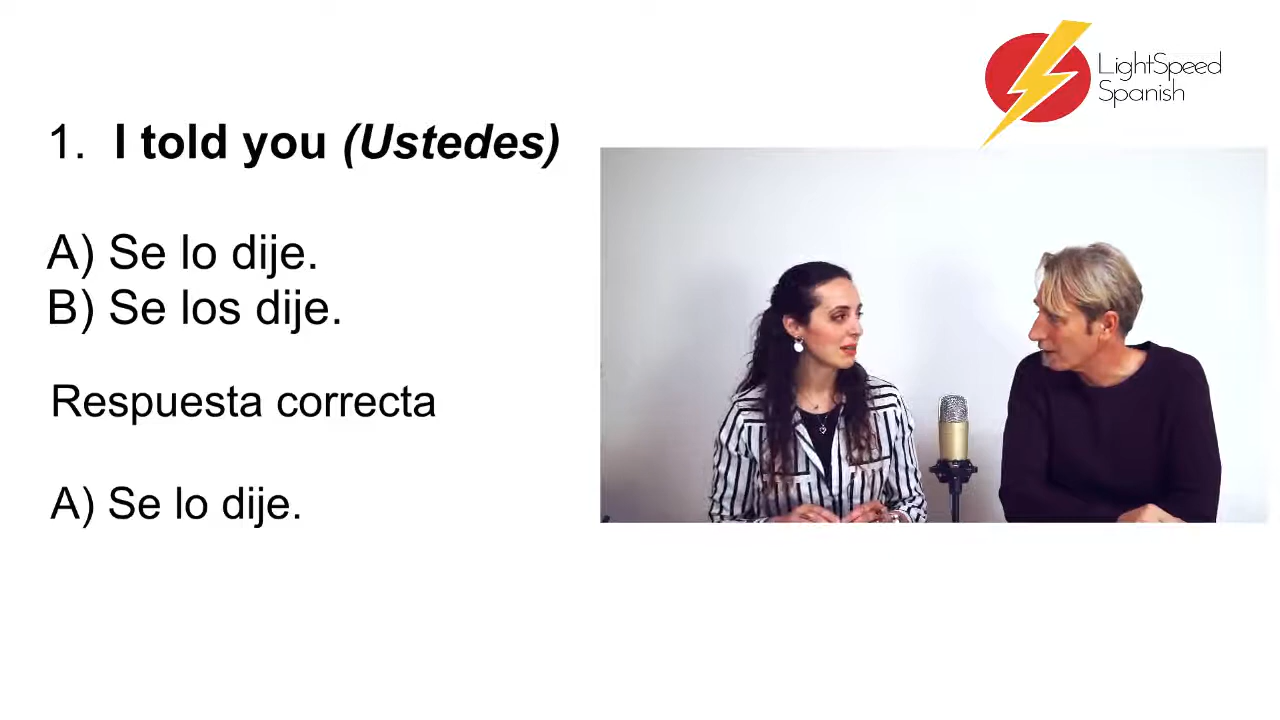 LightSpeed
Spanish
1. I told you (Ustedes)
A) Se lo dije.
B) Se los dije.
Respuesta correcta
A) Se lo dije.